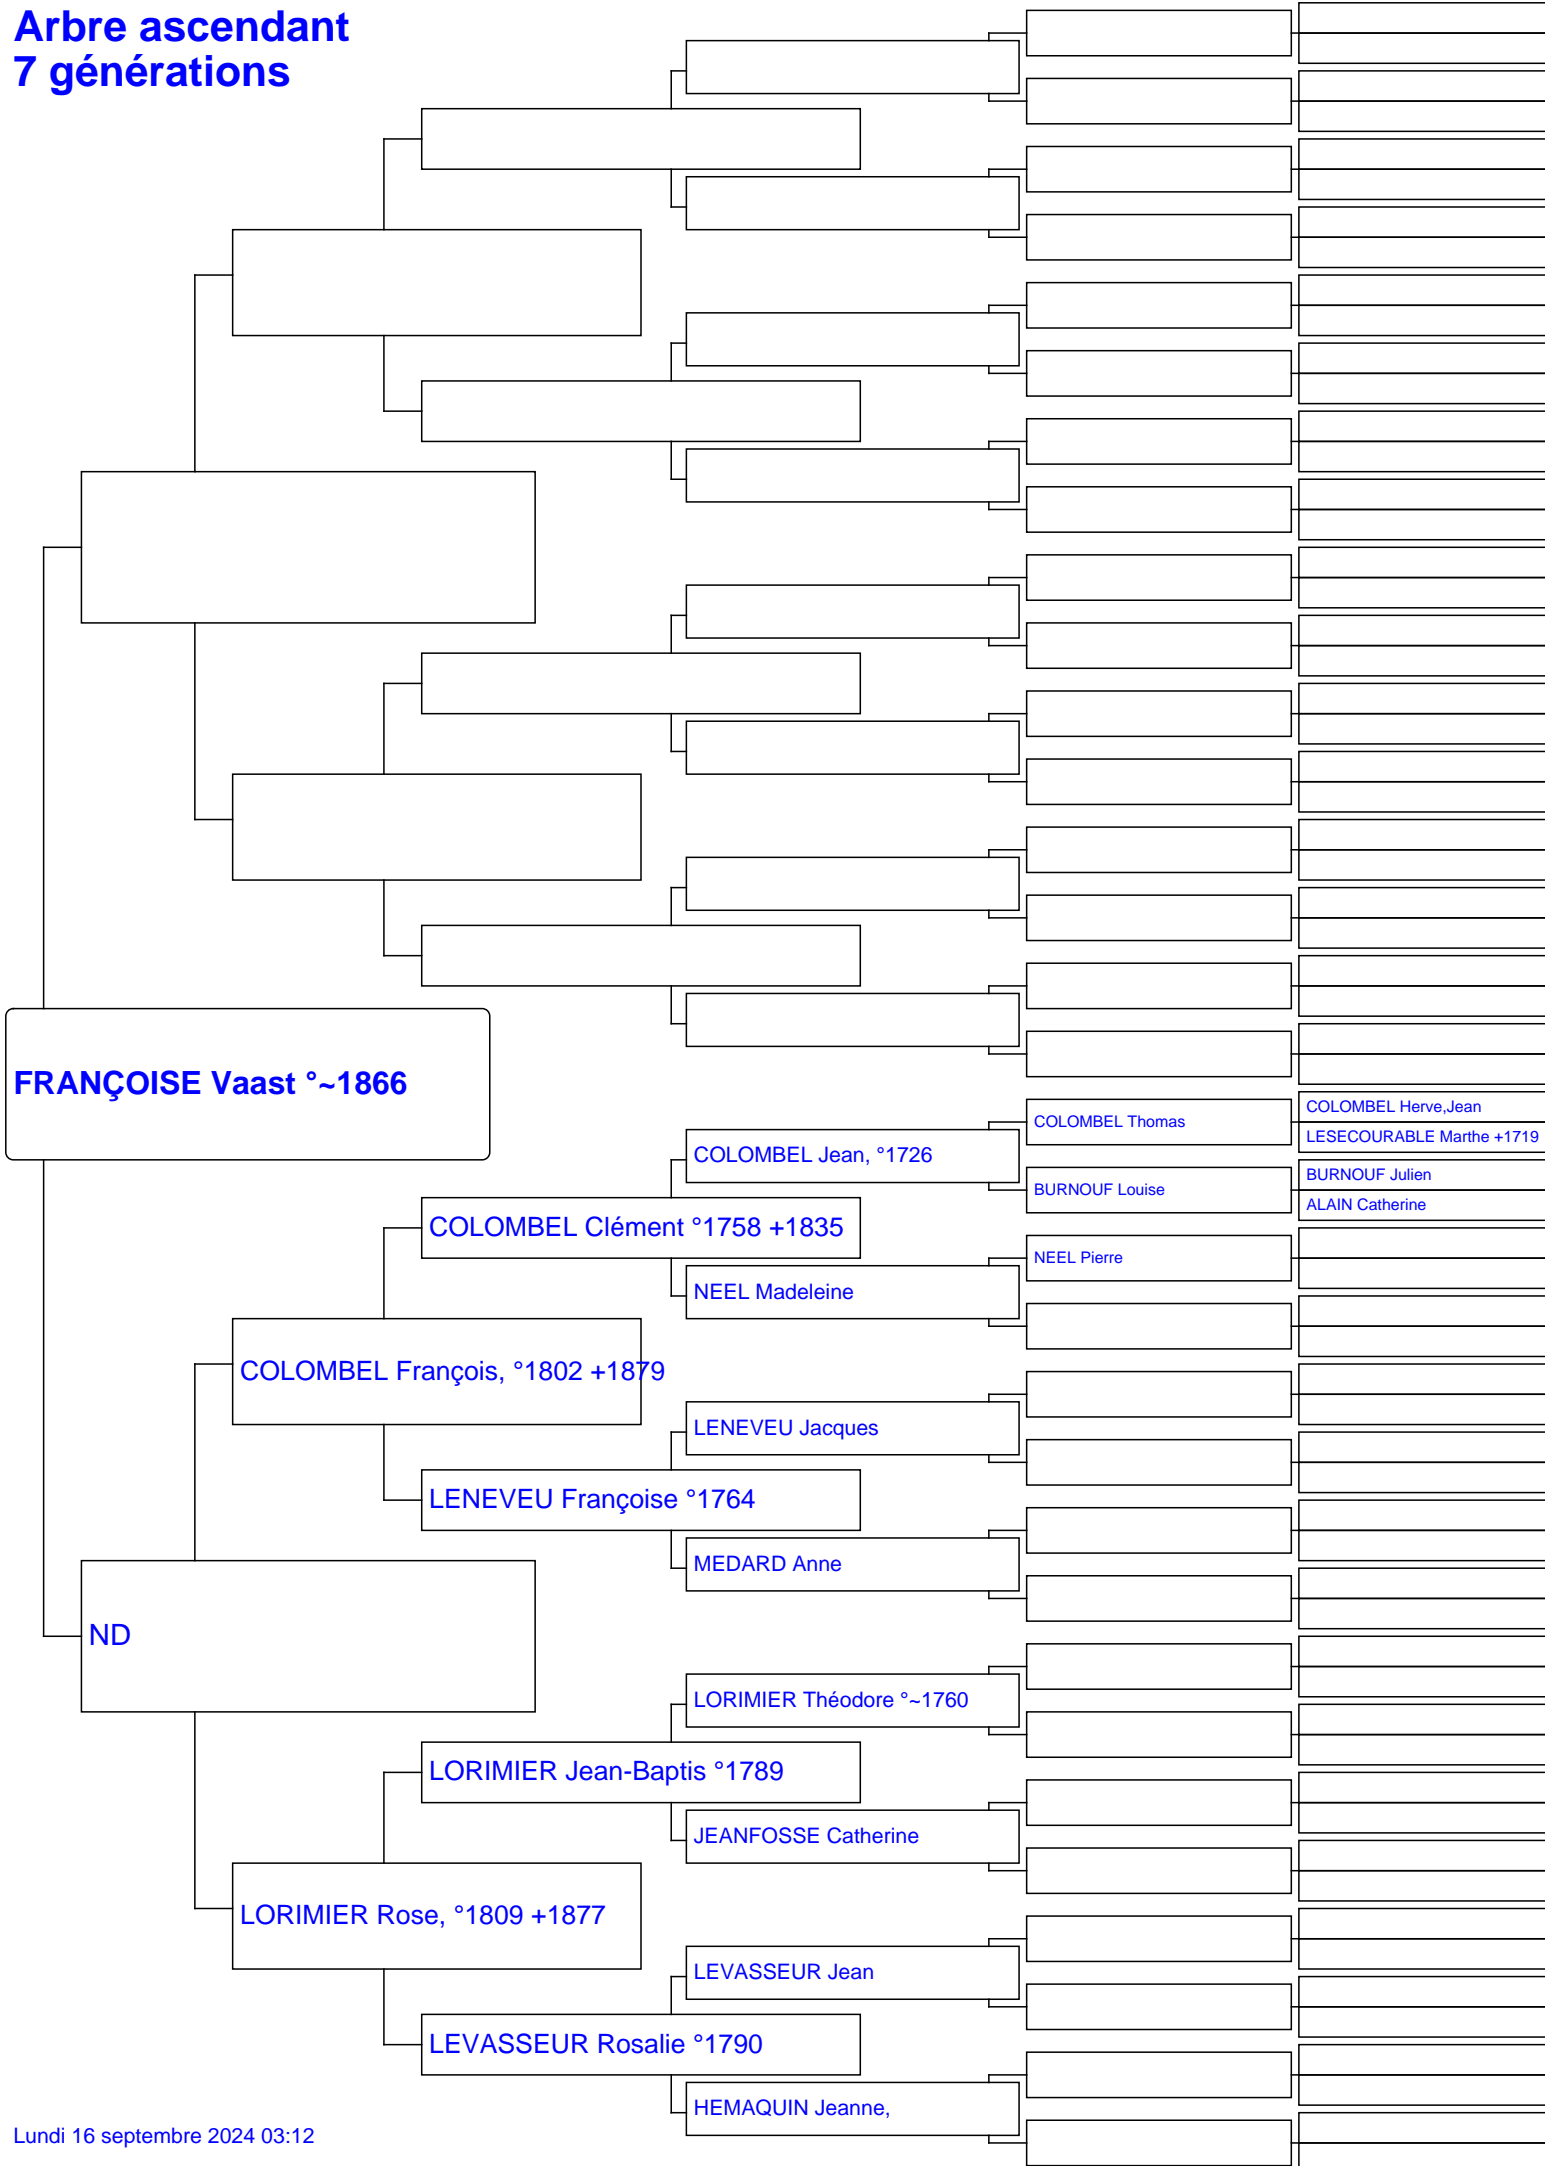 Arbre ascendant
7 générations
FRANÇOISE Vaast °~1866
COLOMBEL Thomas
COLOMBEL Herve,Jean
LESECOURABLE Marthe +1719
COLOMBEL Jean, °1726
BURNOUF Louise
BURNOUF Julien
ALAIN Catherine
COLOMBEL Clément °1758 +1835
NEEL Pierre
NEEL Madeleine
COLOMBEL François, °1802 +1879
LENEVEU Jacques
LENEVEU Françoise °1764
MEDARD Anne
ND
LORIMIER Théodore °~1760
LORIMIER Jean-Baptis °1789
JEANFOSSE Catherine
LORIMIER Rose, °1809 +1877
LEVASSEUR Jean
LEVASSEUR Rosalie °1790
HEMAQUIN Jeanne,
Lundi 16 septembre 2024 03:12